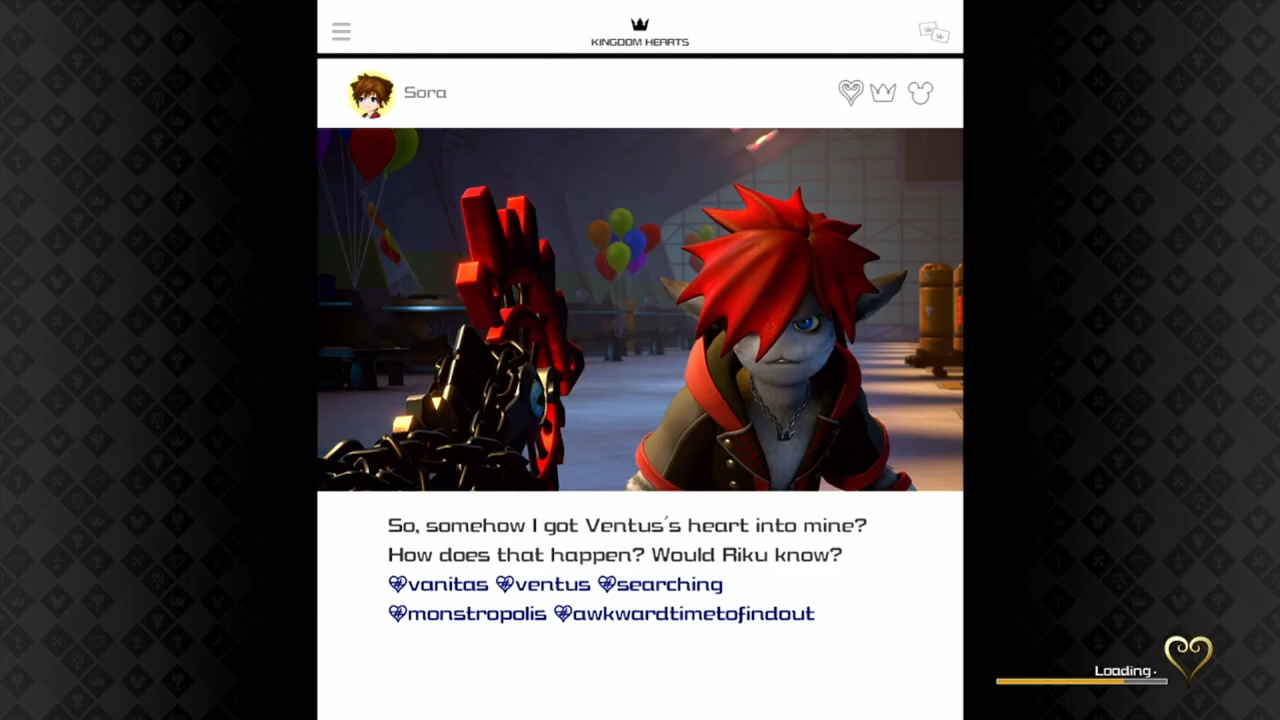 KINGDOM HEARTS
Sora
So, somehow I got Ventus's heart into mine?
How does that happen? Would Riku know?
#vanitas #ventus #searching
#monstropolis #awkwardtimetofindout
Loading.